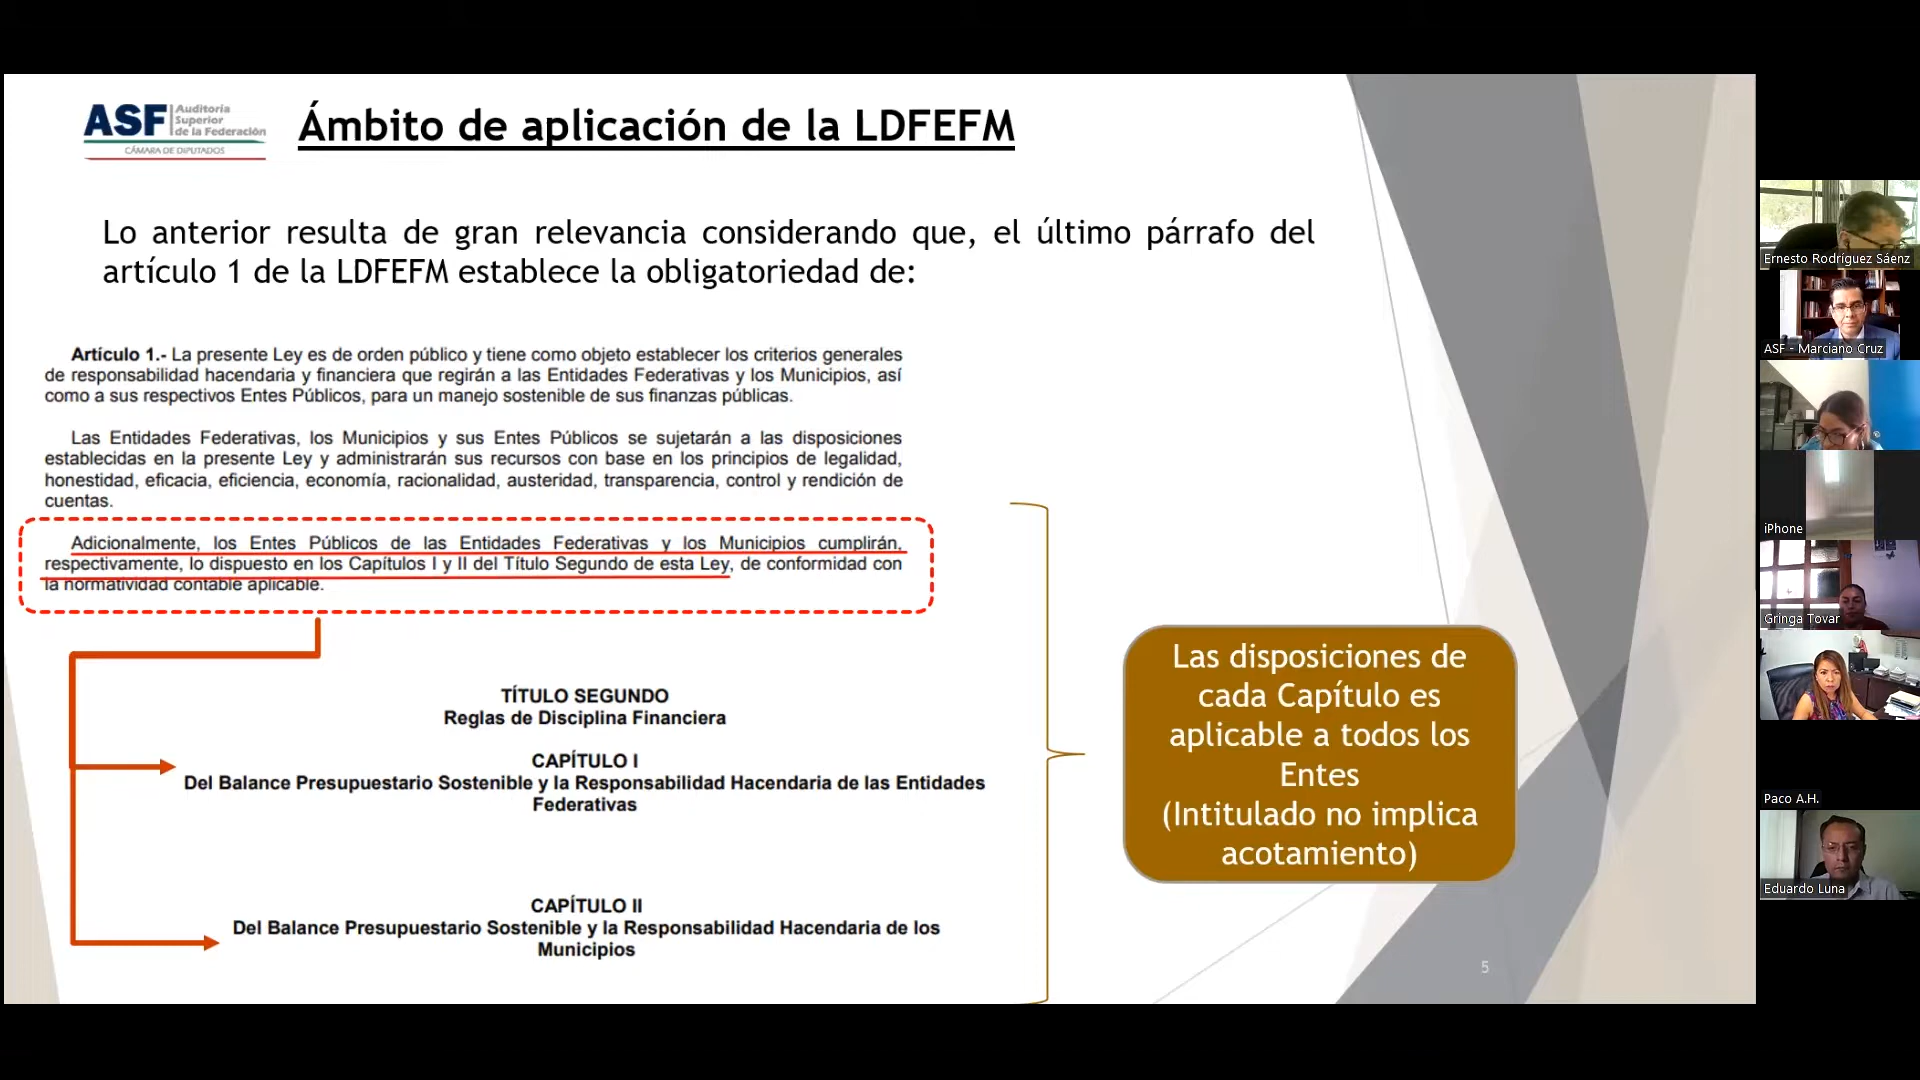 ASF Auditoría
Superior
de la Federación
CÁMARA DE DIPUTADOS
Ámbito de aplicación de la LDFEFM
Lo anterior resulta de gran relevancia considerando que, el último párrafo del
artículo 1 de la LDFEFM establece la obligatoriedad de:
Artículo 1.- La presente Ley es de orden público y tiene como objeto establecer los criterios generales
de responsabilidad hacendaria y financiera que regirán a las Entidades Federativas y los Municipios, así
como a sus respectivos Entes Públicos, para un manejo sostenible de sus finanzas públicas.
Las Entidades Federativas, los Municipios y sus Entes Públicos se sujetarán a las disposiciones
establecidas en la presente Ley y administrarán sus recursos con base en los principios de legalidad,
honestidad, eficacia, eficiencia, economía, racionalidad, austeridad, transparencia, control y rendición de
cuentas.
Adicionalmente, los Entes Públicos de las Entidades Federativas y los Municipios cumplirán,
respectivamente, lo dispuesto en los Capítulos I y II del Título Segundo de esta Ley, de conformidad con
la normatividad contable aplicable.
TÍTULO SEGUNDO
Reglas de Disciplina Financiera
CAPÍTULO I
Del Balance Presupuestario Sostenible y la Responsabilidad Hacendaria de las Entidades
Federativas
CAPÍTULO II
Del Balance Presupuestario Sostenible y la Responsabilidad Hacendaria de los
Municipios
Las disposiciones de
cada Capítulo es
aplicable a todos los
Entes
(Intitulado no implica
acotamiento)
5
Ernesto Rodríguez Sáenz
ASF - Marciano Cruz
iPhone
Gringa Tovar
Paco A.H.
Eduardo Luna